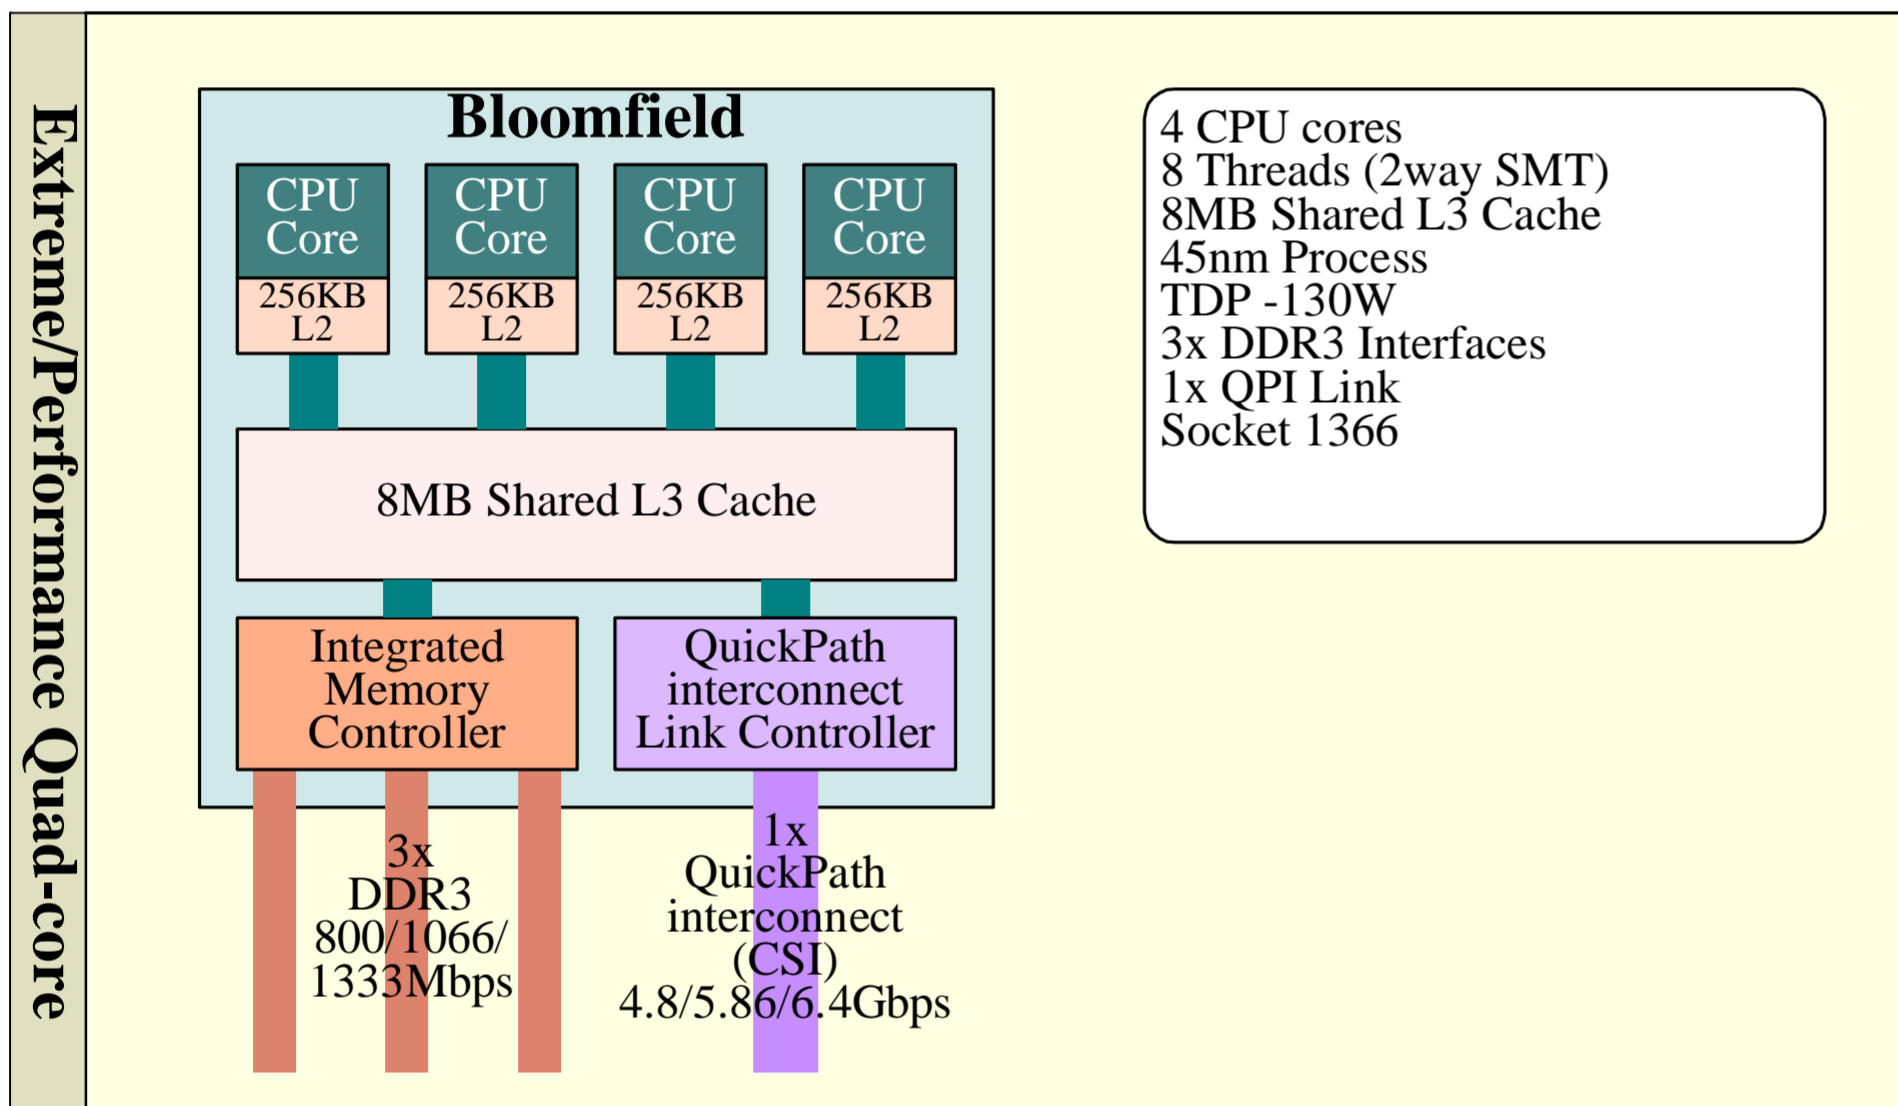 Extreme/Performance Quad-core
Bloomfield
CPU
Core
256KB
L2
CPU
Core
256KB
L2
CPU
Core
256KB
L2
CPU
Core
256KB
L2
8MB Shared L3 Cache
Integrated
Memory
Controller
QuickPath
interconnect
Link Controller
3x
DDR3
800/1066/
1333Mbps
1x
QuickPath
interconnect
(CSI)
4.8/5.86/6.4Gbps
4 CPU cores
8 Threads (2way SMT)
8MB Shared L3 Cache
45nm Process
TDP -130W
3x DDR3 Interfaces
1x QPI Link
Socket 1366